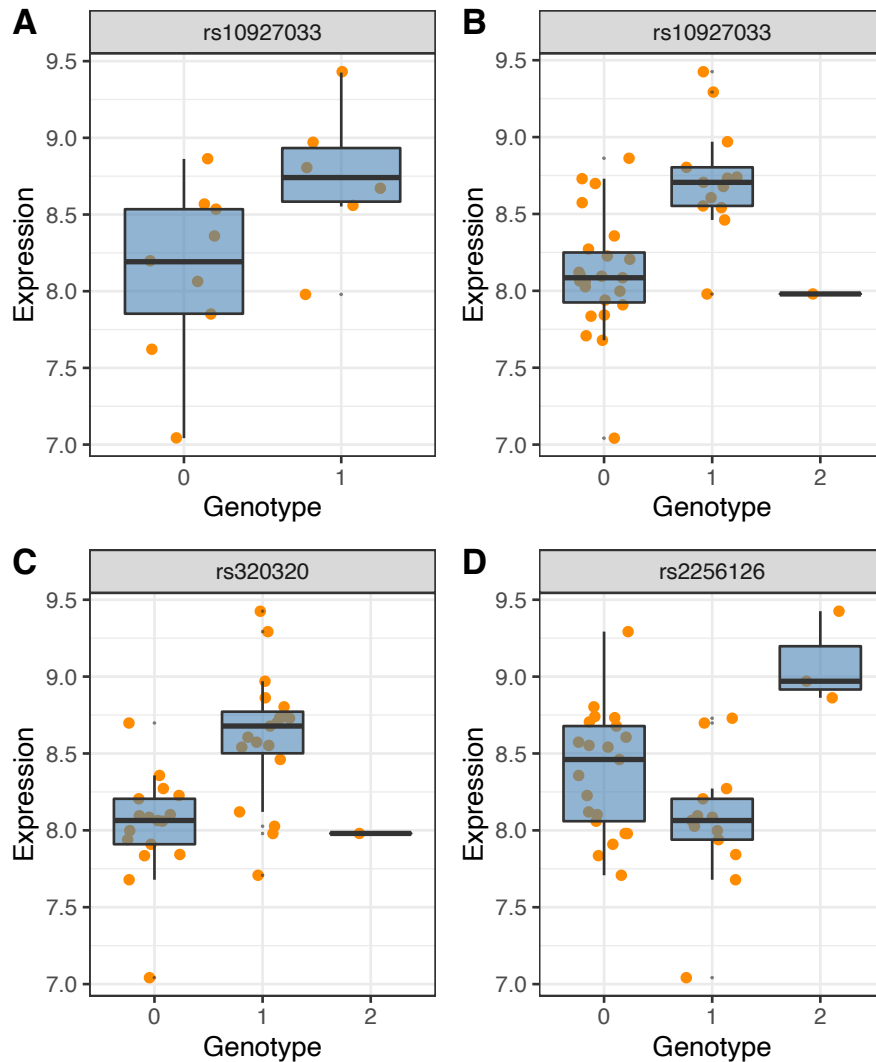 A
rs10927033
9.5
9.0
8.5
8.0
7.5
7.0
Expression
0 1
Genotype
B
rs10927033
9.5
9.0
8.5
8.0
7.5
7.0
Expression
0 1 2
Genotype
C
rs320320
9.5
9.0
8.5
8.0
7.5
7.0
Expression
0 1 2
Genotype
D
rs2256126
9.5
9.0
8.5
8.0
7.5
7.0
Expression
0 1 2
Genotype